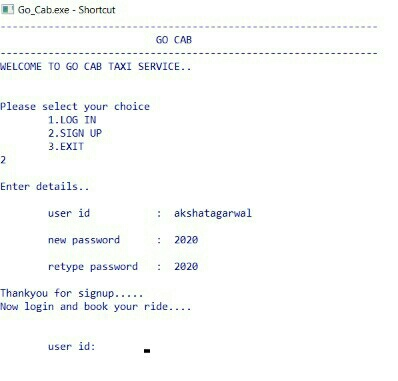 Go_Cab.exe - Shortcut
GO CAB
WELCOME TO GO CAB TAXI SERVICE..
Please select your choice
1.LOG IN
2.SIGN UP
3.EXIT
2
Enter details..
user id : akshatagarwal
new password : 2020
retype password : 2020
Thankyou for signup.....
Now login and book your ride....
user id: